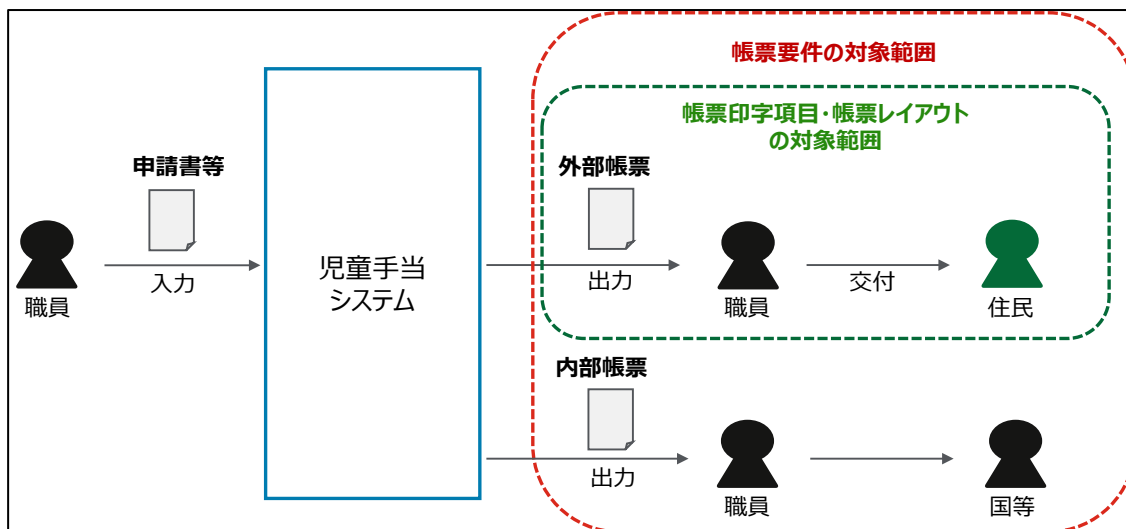 帳票要件の対象範囲
帳票印字項目・帳票レイアウト
の対象範囲
申請書等
外部帳票
職員
入力
児童手当
システム
出力
職員
交付
住民
内部帳票
出力
職員
国等